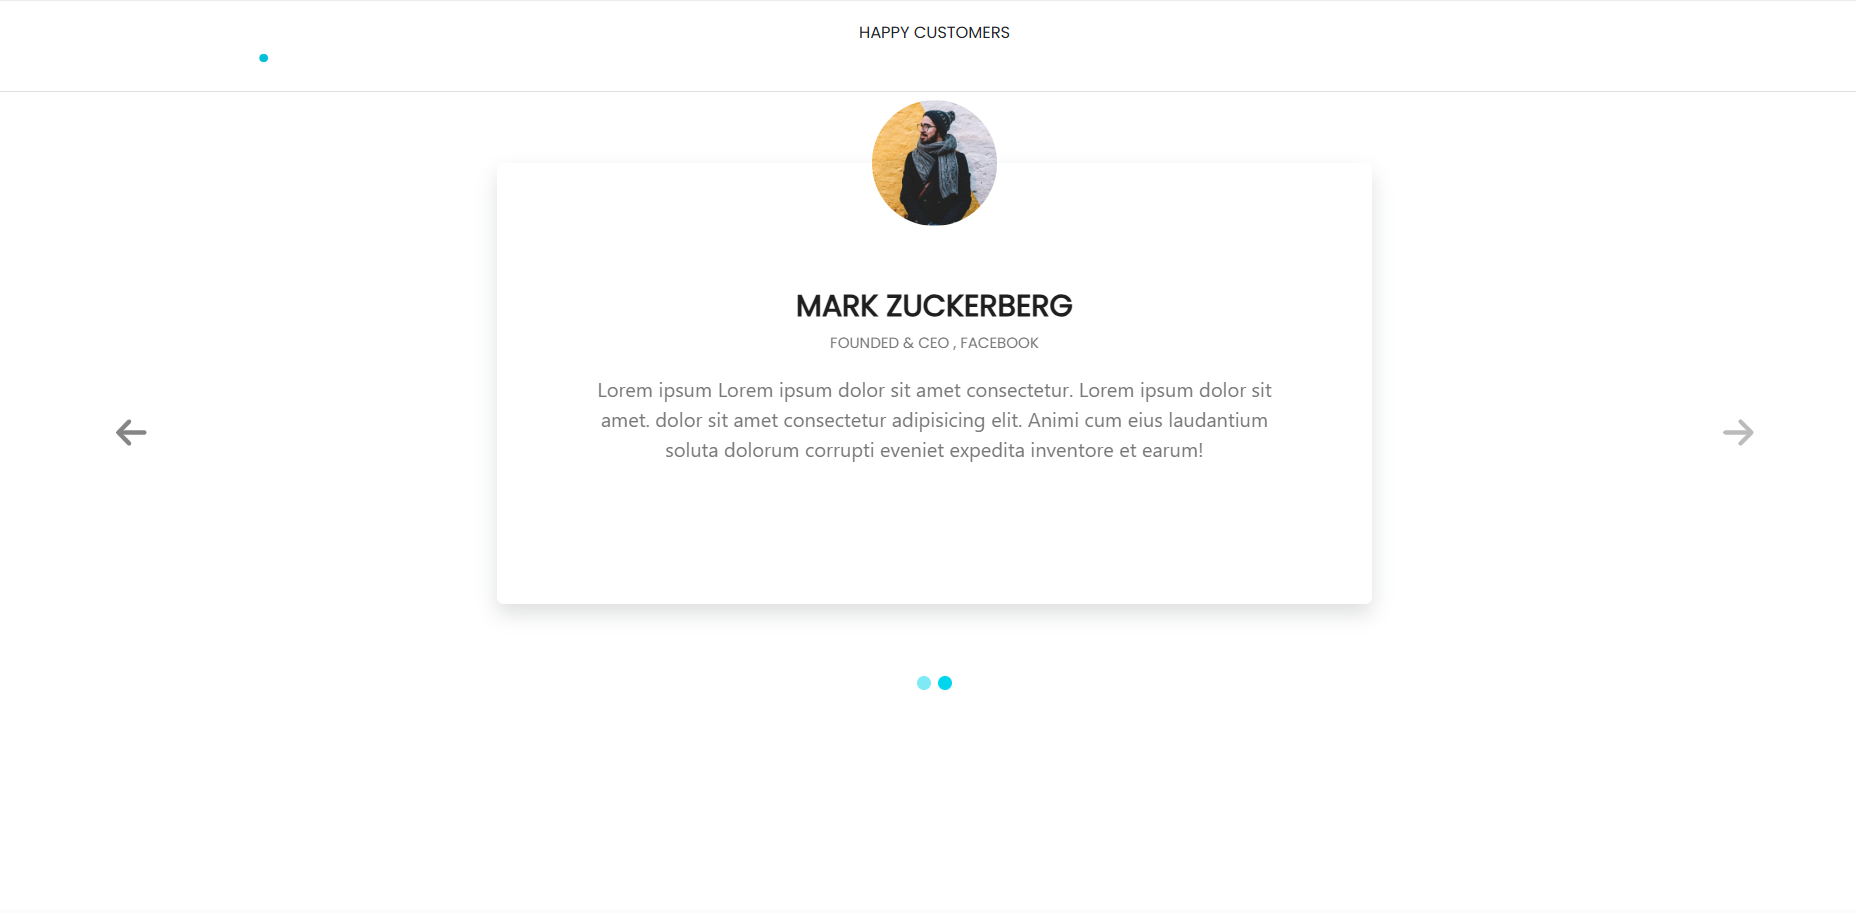 HAPPY CUSTOMERS
MARK ZUCKERBERG
FOUNDED & CEO , FACEBOOK
Lorem ipsum Lorem ipsum dolor sit amet consectetur. Lorem ipsum dolor sit
amet. dolor sit amet consectetur adipisicing elit. Animi cum eius laudantium
soluta dolorum corrupti eveniet expedita inventore et earum!